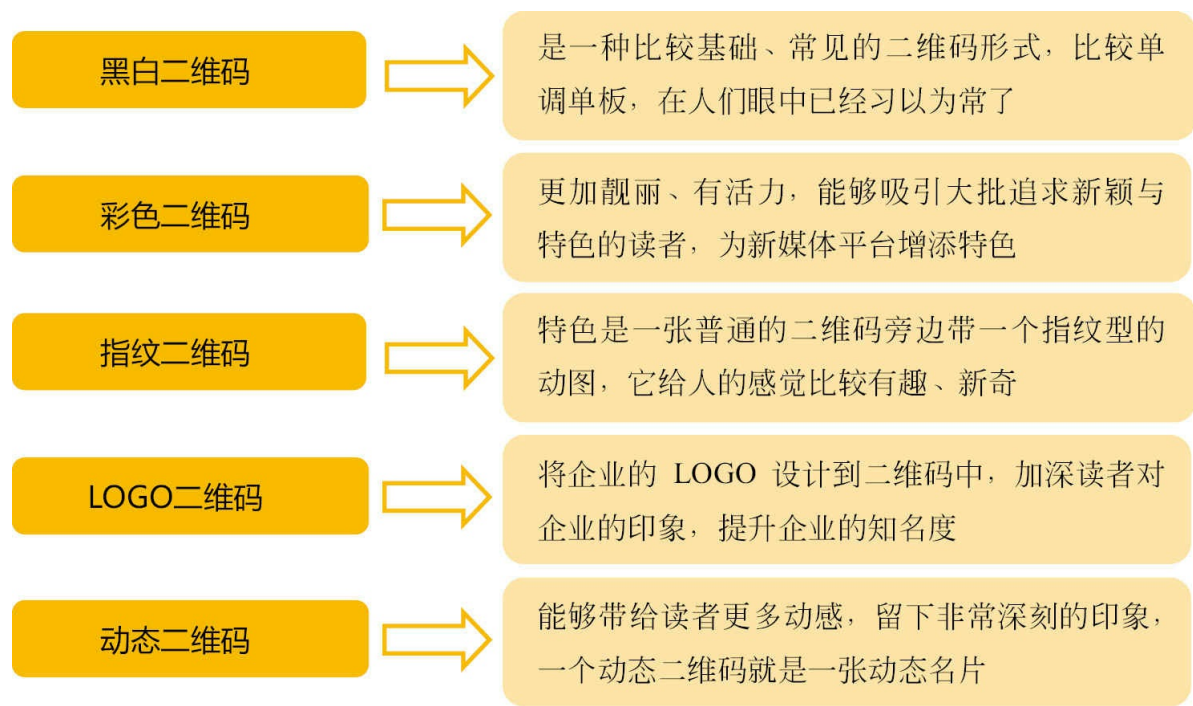 黑白二维码
是一种比较基础、常见的二维码形式，比较单
调单板，在人们眼中已经习以为常了
彩色二维码
更加靓丽、有活力，能够吸引大批追求新颖与
特色的读者，为新媒体平台增添特色
指纹二维码
特色是一张普通的二维码旁边带一个指纹型的
动图，它给人的感觉比较有趣、新奇
LOGO二维码
将企业的 LOGO 设计到二维码中，加深读者对
企业的印象，提升企业的知名度
动态二维码
能够带给读者更多动感，留下非常深刻的印象，
一个动态二维码就是一张动态名片